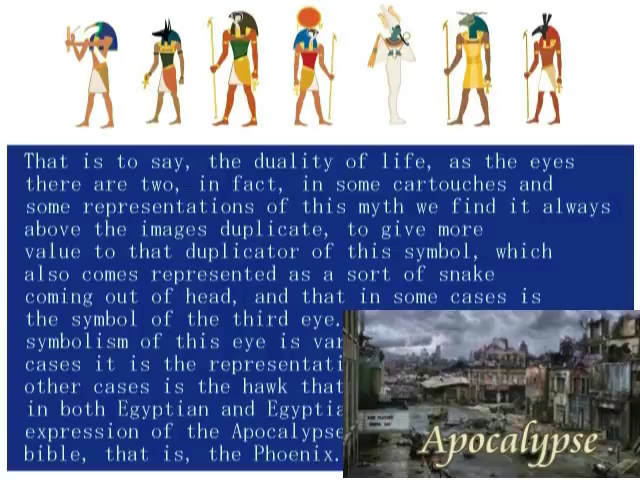 That is to say, the duality of life, as the eyes
there are two, in fact, in some cartouches and
some representations of this myth we find it always
above the images duplicate, to give more
value to that duplicator of this symbol, which
also comes represented as a sort of snake
coming out of head, and that in some cases is
the symbol of the third eye.
symbolism of this eye is
cases it is the
other cases is the hawk that
in both Egyptian and
expression of the Apocalypse
bible, that is, the Phoenix.
Apocalypse